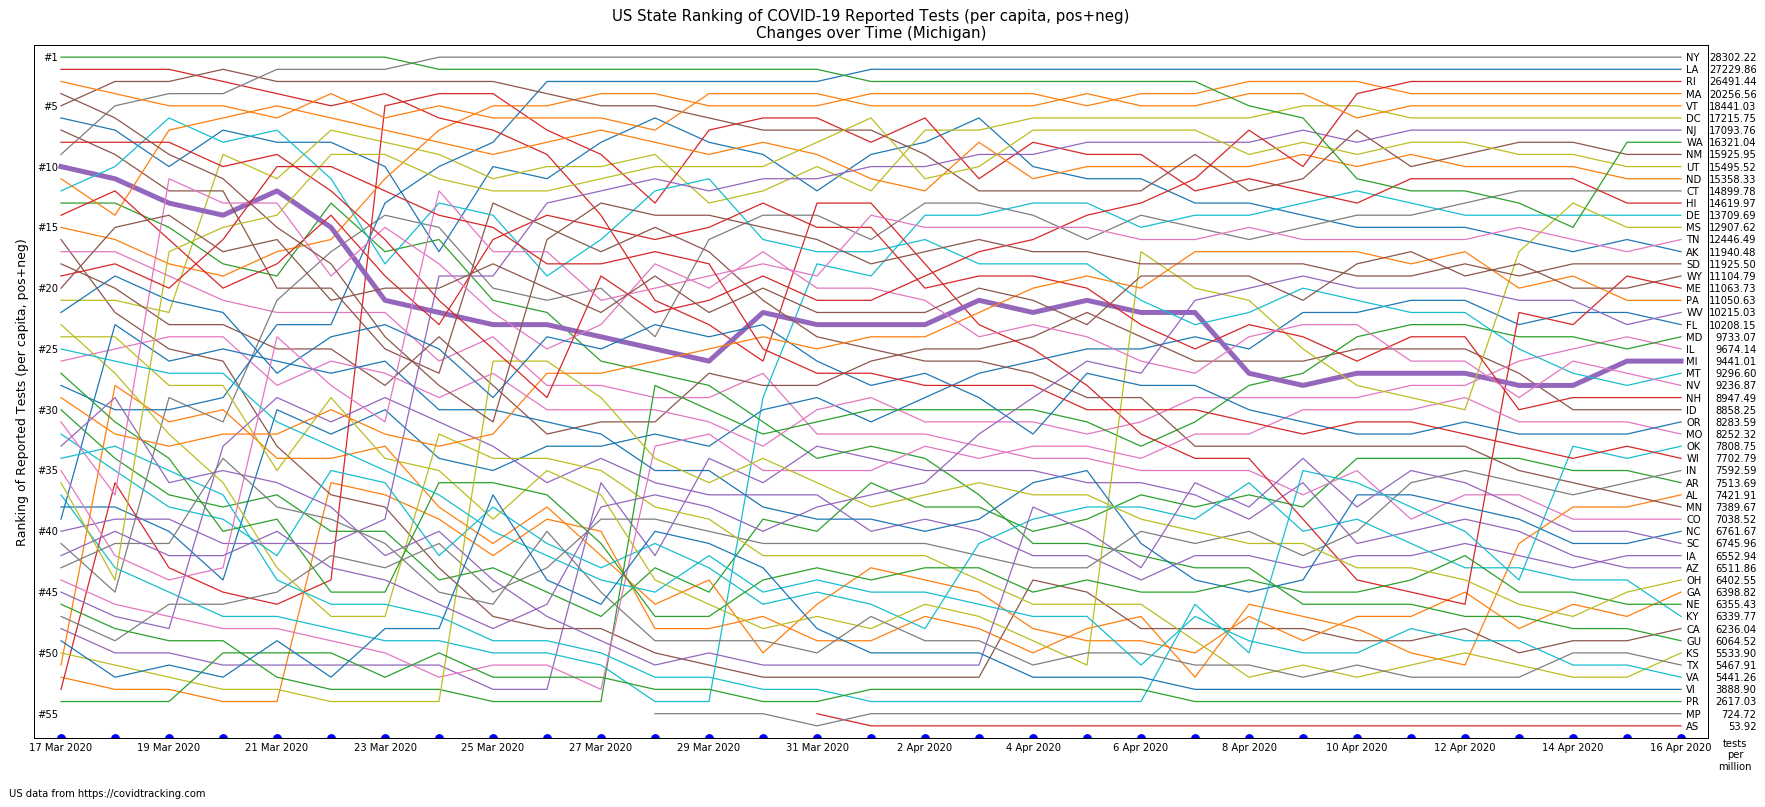 US State Ranking of COVID-19 Reported Tests (per capita, pos+neg)
Changes over Time (Michigan)
Ranking of Reported Tests (per capita, pos+neg)
#1
#5
#10
#15
#20
#25
#30
#35
#40
#45
#50
#55
NY 28302.22
LA 27229.86
RI 26491.44
MA 20256.56
VT 18441.03
DC 17215.75
NJ 17093.76
WA 16321.04
NM 15925.95
UT 15495.52
ND 15358.33
CT 14899.78
HI 14619.97
DE 13709.69
MS 12907.62
TN 12446.49
AK 11940.48
SD 11925.50
WY 11104.79
ME 11063.73
PA 11050.63
WV 10215.03
FL 10208.15
MD 9733.07
IL 9674.14
MI 9441.01
MT 9296.60
NV 9236.87
NH 8947.49
ID 8858.25
OR 8283.59
MO 8252.32
OK 7808.75
WI 7702.79
IN 7592.59
AR 7513.69
AL 7421.91
MN 7389.67
CO 7038.52
NC 6761.67
SC 6745.96
IA 6552.94
AZ 6511.86
OH 6402.55
GA 6398.82
NE 6355.43
KY 6339.77
CA 6236.04
GU 6064.52
KS 5533.90
TX 5467.91
VA 5441.26
VI 3888.90
PR 2617.03
MP 724.72
AS 53.92
17 Mar 2020 19 Mar 2020 21 Mar 2020 23 Mar 2020 25 Mar 2020 27 Mar 2020 29 Mar 2020 31 Mar 2020 2 Apr 2020 4 Apr 2020 6 Apr 2020 8 Apr 2020 10 Apr 2020 12 Apr 2020 14 Apr 2020 16 Apr 2020
tests
per
million
US data from https://covidtracking.com